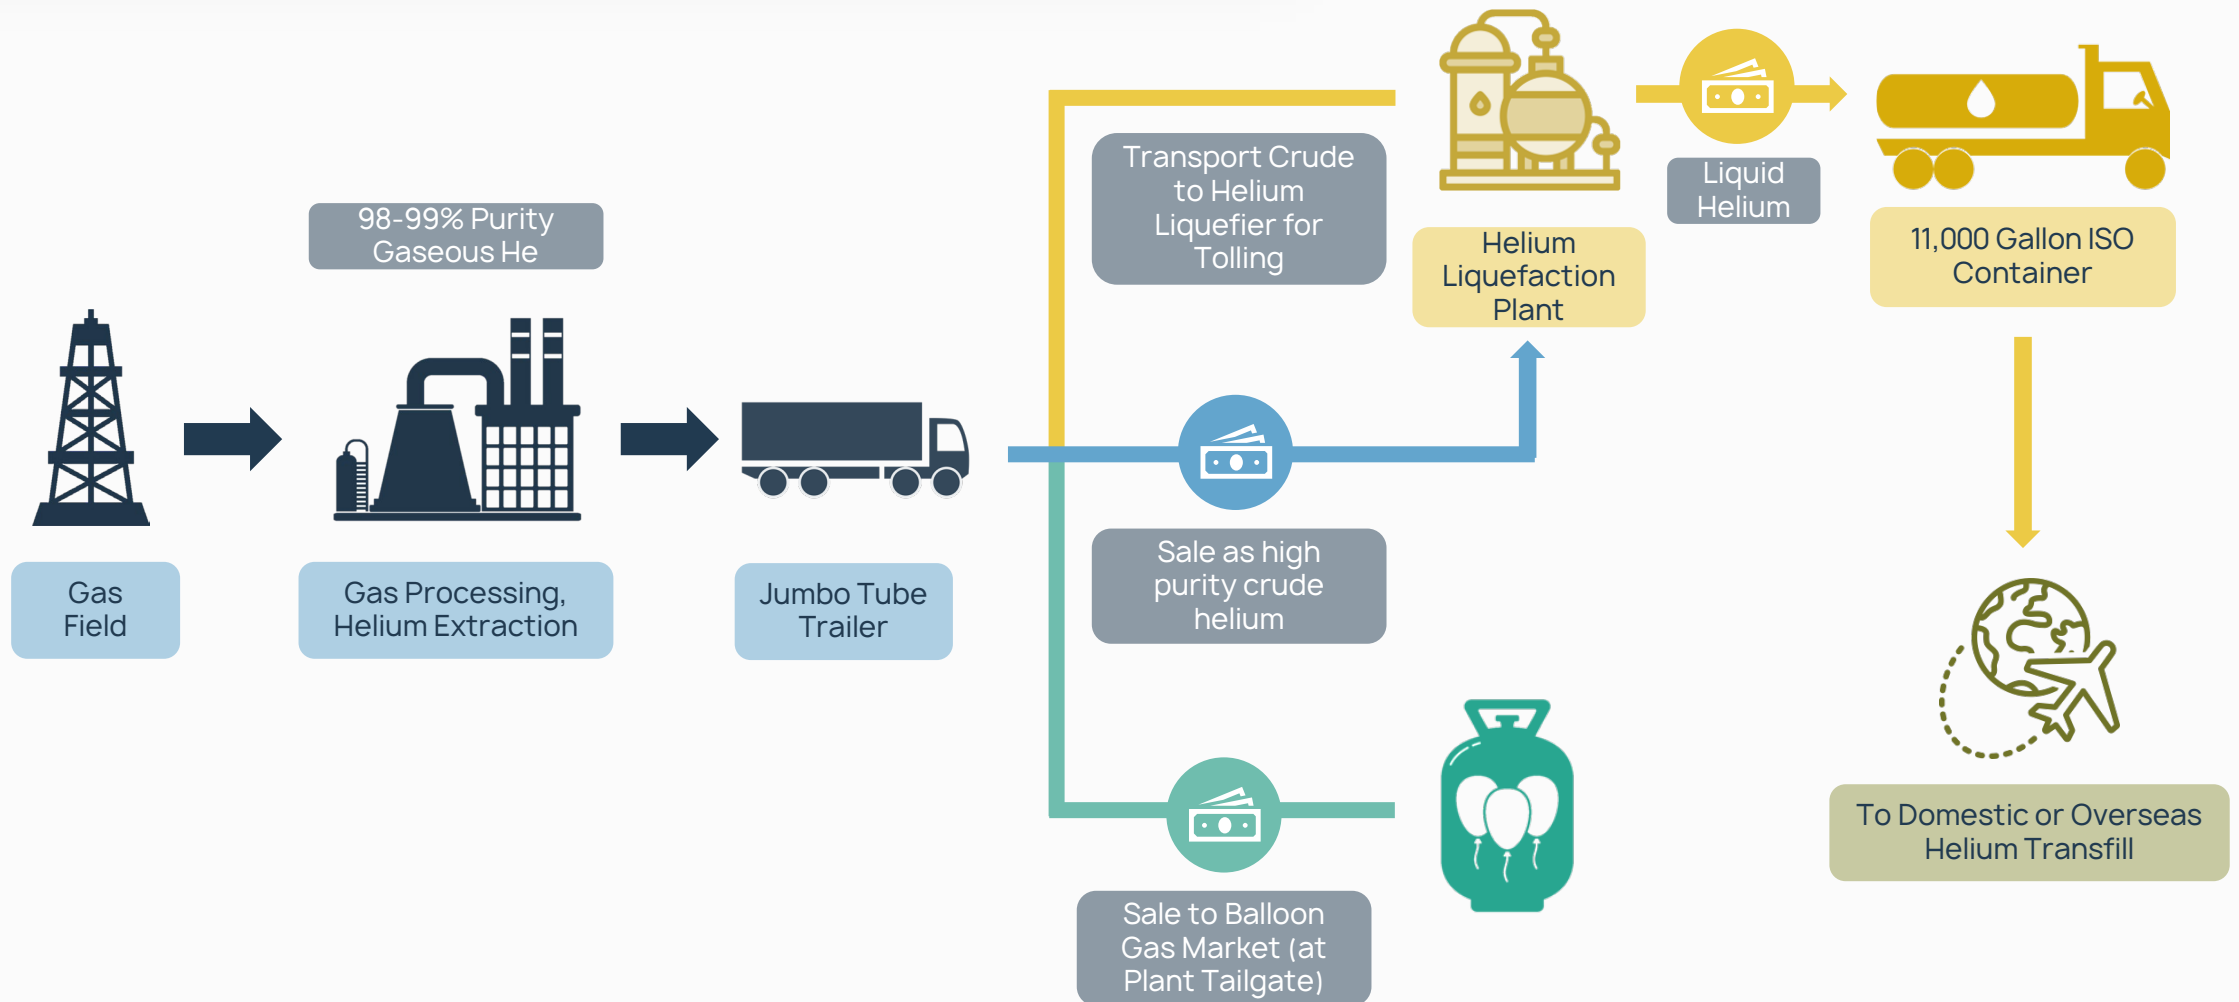 98-99% Purity
Gaseous He
Gas
Field
Gas Processing,
Helium Extraction
Jumbo Tube
Trailer
Transport Crude
to Helium
Liquefier for
Tolling
Sale as high
purity crude
helium
Sale to Balloon
Gas Market (at
Plant Tailgate)
Helium
Liquefaction
Plant
Liquid
Helium
11,000 Gallon ISO
Container
To Domestic or Overseas
Helium Transfill